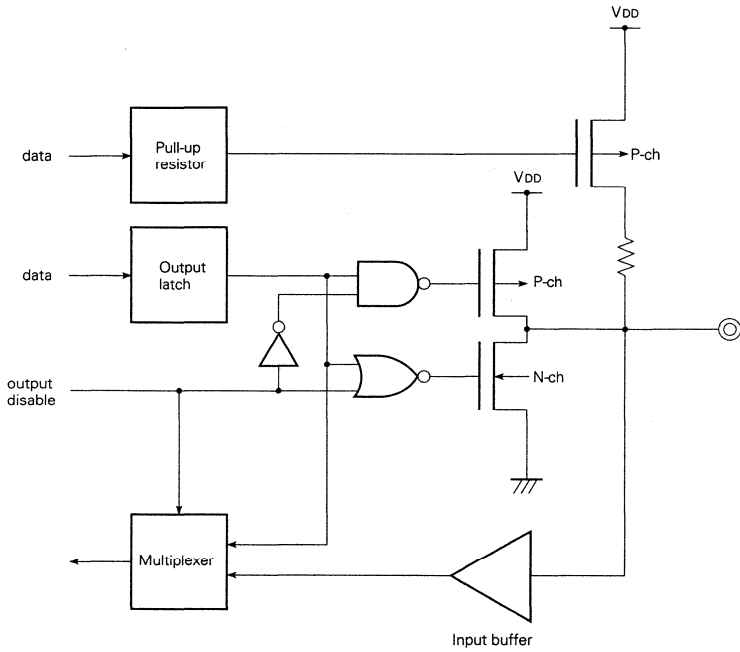 VDD
data
Pull-up
resistor
P-ch
VDD
data
Output
latch
P-ch
output
disable
N-ch
Multiplexer
Input buffer